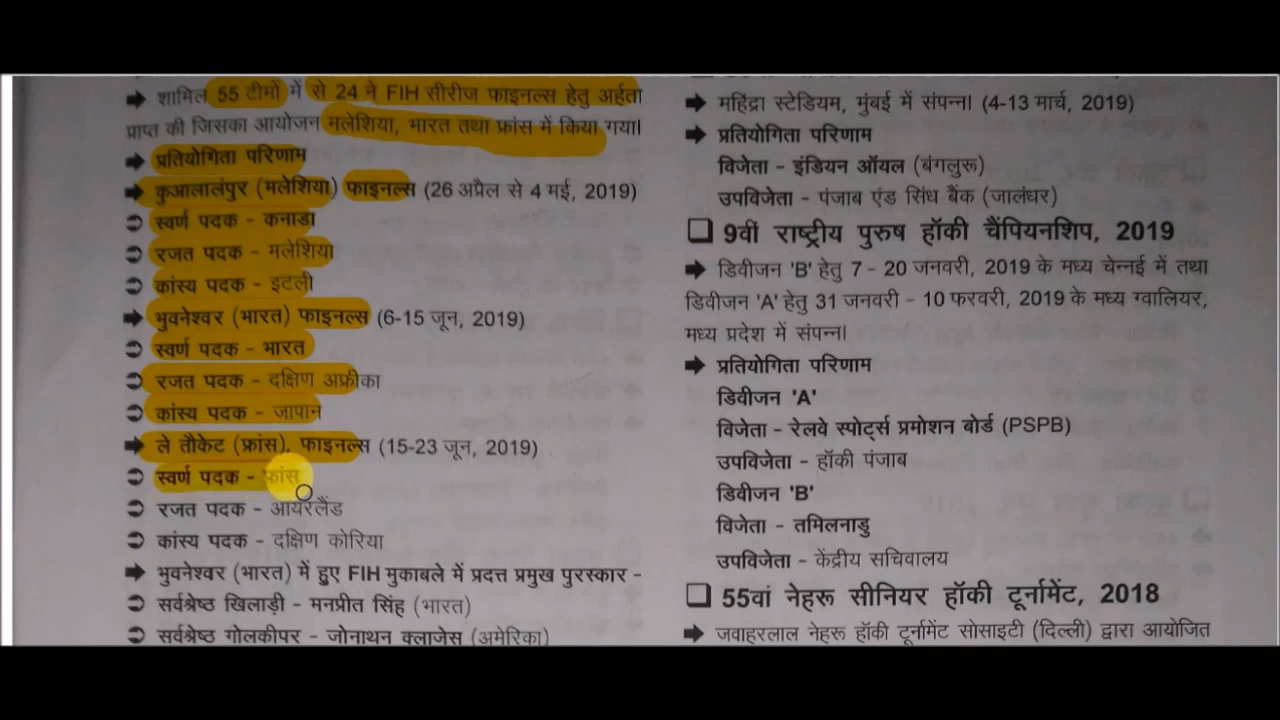 ➡ शामिल 55 टीमों में से 24 ने FIH सीरीज फाइनल्स हेतु अर्हता
प्राप्त की जिसका आयोजन मलेशिया, भारत तथा फ्रांस में किया गया।
➡ प्रतियोगिता परिणाम
➡ कुआलालंपुर (मलेशिया) फाइनल्स (26 अप्रैल से 4 मई, 2019)
➲ स्वर्ण पदक - कनाडा
➲ रजत पदक - मलेशिया
➲ कांस्य पदक - इटली
➡ भुवनेश्वर (भारत) फाइनल्स (6-15 जून, 2019)
➲ स्वर्ण पदक - भारत
➲ रजत पदक - दक्षिण अफ्रीका
➲ कांस्य पदक - जापान
➡ ले तौकेट (फ्रांस), फाइनल्स (15-23 जून, 2019)
➲ स्वर्ण पदक - फ्रांस
➲ रजत पदक - आयरलैंड
➲ कांस्य पदक - दक्षिण कोरिया
➡ भुवनेश्वर (भारत) में हुए FIH मुकाबले में प्रदत्त प्रमुख पुरस्कार -
➲ सर्वश्रेष्ठ खिलाड़ी - मनप्रीत सिंह (भारत)
➲ सर्वश्रेष्ठ गोलकीपर - जोनाथन क्लाजेस (अमेरिका)
➡ महिंद्रा स्टेडियम, मुंबई में संपन्न। (4-13 मार्च, 2019)
➡ प्रतियोगिता परिणाम
विजेता - इंडियन ऑयल (बंगलुरू)
उपविजेता - पंजाब एंड सिंध बैंक (जालंधर)
❑ 9वीं राष्ट्रीय पुरुष हॉकी चैंपियनशिप, 2019
➡ डिवीजन 'B' हेतु 7 - 20 जनवरी, 2019 के मध्य चेन्नई में तथा
डिवीजन 'A' हेतु 31 जनवरी - 10 फरवरी, 2019 के मध्य ग्वालियर,
मध्य प्रदेश में संपन्न।
➡ प्रतियोगिता परिणाम
डिवीजन 'A'
विजेता - रेलवे स्पोर्ट्स प्रमोशन बोर्ड (PSPB)
उपविजेता - हॉकी पंजाब
डिवीजन 'B'
विजेता - तमिलनाडु
उपविजेता - केंद्रीय सचिवालय
❑ 55वां नेहरू सीनियर हॉकी टूर्नामेंट, 2018
➡ जवाहरलाल नेहरू हॉकी टूर्नामेंट सोसाइटी (दिल्ली) द्वारा आयोजित